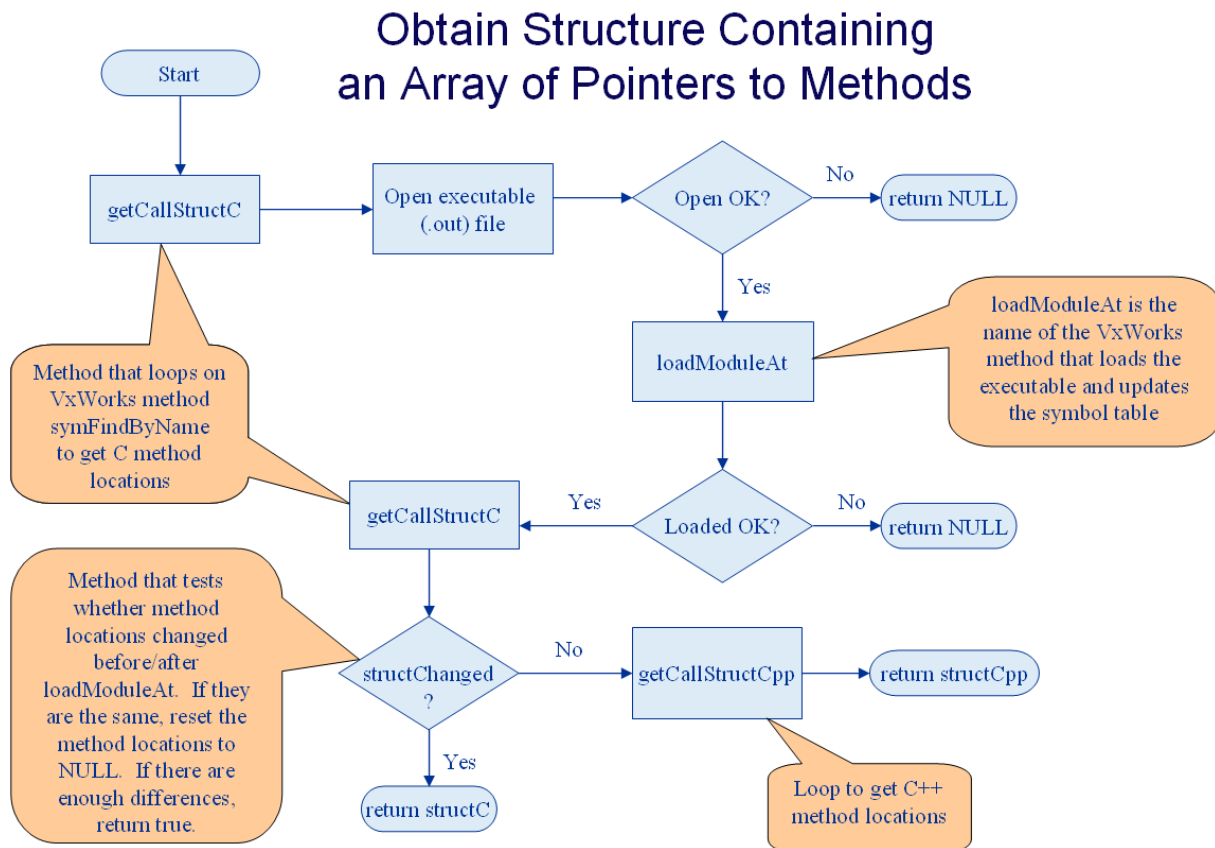 Obtain Structure Containing
an Array of Pointers to Methods
Start
getCallStructC
Open executable
(.out) file
Open OK?
No
return NULL
Yes
loadModuleAt
loadModuleAt is the
name of the VxWorks
method that loads the
executable and updates
the symbol table
Method that loops on
VxWorks method
symFindByName
to get C method
locations
Loaded OK?
No
return NULL
Yes
getCallStructC
Method that tests
whether method
locations changed
before/after
loadModuleAt.  If they
are the same, reset the
method locations to
NULL.  If there are
enough differences,
return true.
structChanged
?
No
getCallStructCpp
return structCpp
Yes
return structC
Loop to get C++
method locations